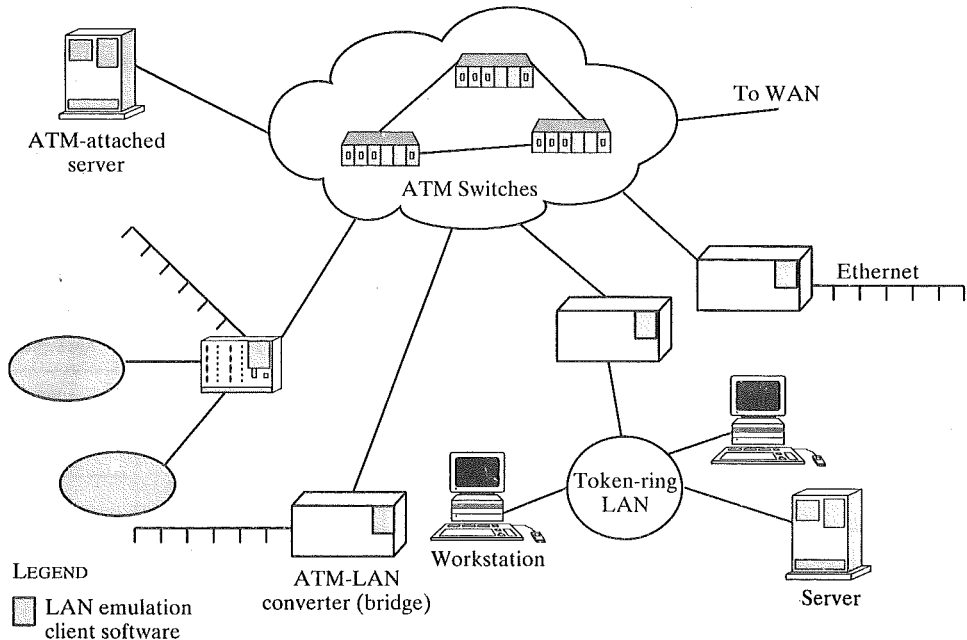 To WAN
ATM-attached
server
ATM Switches
Ethernet
Token-ring
LAN
Workstation
ATM-LAN
converter (bridge)
Server
LEGEND
LAN emulation
client software